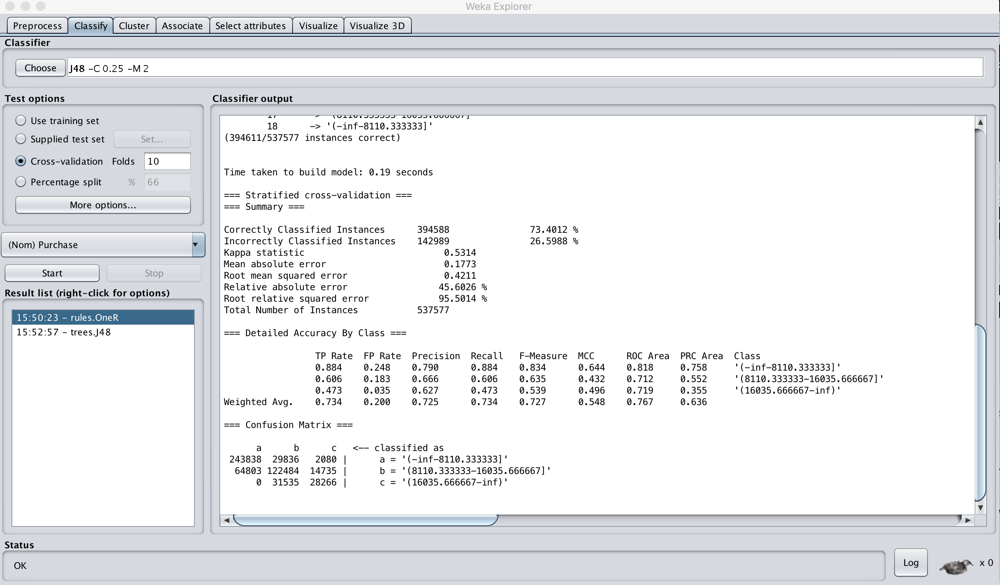 Weka Explorer
Preprocess Classify Cluster Associate Select attributes Visualize Visualize 3D
Classifier
Choose J48 -C 0.25 -M 2
Test options
Use training set
Supplied test set Set...
Cross-validation Folds 10
Percentage split % 66
More options...
(Nom) Purchase
Start Stop
Result list (right-click for options)
15:50:23 - rules.OneR
15:52:57 - trees.J48
Classifier output
17 -> '(8110.333333-16035.666667]'
18 -> '(-inf-8110.333333]'
(394611/537577 instances correct)
Time taken to build model: 0.19 seconds
=== Stratified cross-validation ===
=== Summary ===
Correctly Classified Instances 394588 73.4012 %
Incorrectly Classified Instances 142989 26.5988 %
Kappa statistic 0.5314
Mean absolute error 0.1773
Root mean squared error 0.4211
Relative absolute error 45.6026 %
Root relative squared error 95.5014 %
Total Number of Instances 537577
=== Detailed Accuracy By Class ===
TP Rate FP Rate Precision Recall F-Measure MCC ROC Area PRC Area Class
0.884 0.248 0.790 0.884 0.834 0.644 0.818 0.758 '(-inf-8110.333333]'
0.606 0.183 0.666 0.606 0.635 0.432 0.712 0.552 '(8110.333333-16035.666667]'
0.473 0.035 0.627 0.473 0.539 0.496 0.719 0.355 '(16035.666667-inf)'
Weighted Avg. 0.734 0.200 0.725 0.734 0.727 0.548 0.767 0.636
=== Confusion Matrix ===
a b c <-- classified as
243838 29836 2080 | a = '(-inf-8110.333333]'
64803 122484 14735 | b = '(8110.333333-16035.666667]'
0 31535 28266 | c = '(16035.666667-inf)'
Status
OK
Log x 0